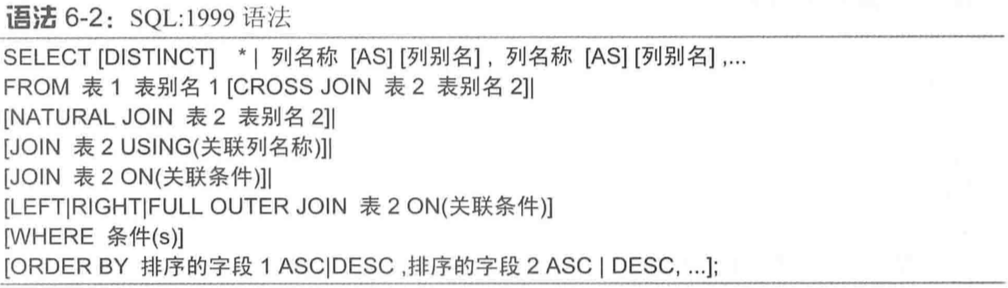 语法 6-2：SQL:1999 语法
SELECT [DISTINCT] * | 列名称 [AS] [列别名] , 列名称 [AS] [列别名] ,...
FROM 表 1 表别名 1 [CROSS JOIN 表 2 表别名 2]|
[NATURAL JOIN 表 2 表别名 2]|
[JOIN 表 2 USING(关联列名称)]|
[JOIN 表 2 ON(关联条件)]|
[LEFT|RIGHT|FULL OUTER JOIN 表 2 ON(关联条件)]
[WHERE 条件(s)]
[ORDER BY 排序的字段 1 ASC|DESC ,排序的字段 2 ASC | DESC, ...];